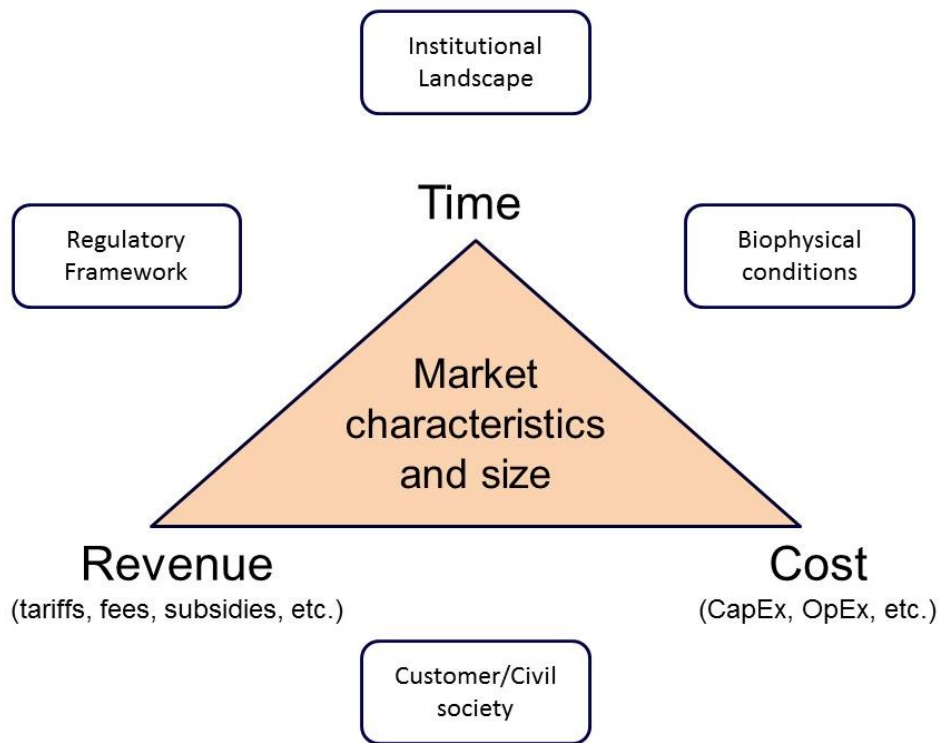 Institutional
Landscape
Time
Regulatory
Framework
Biophysical
conditions
Market
characteristics
and size
Revenue
(tariffs, fees, subsidies, etc.)
Cost
(CapEx, OpEx, etc.)
Customer/Civil
society